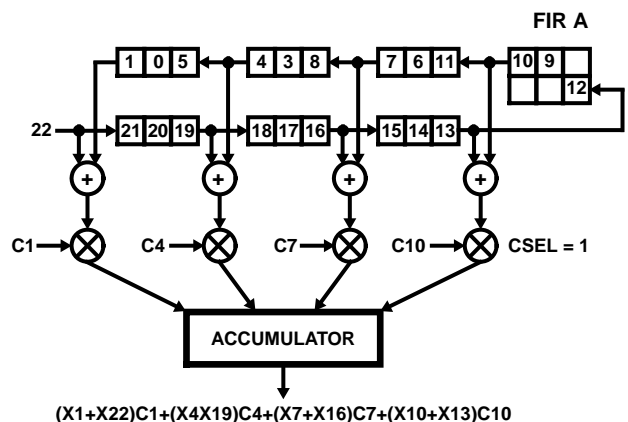 FIR A
1 0 5 4 3 8 7 6 11 10 9
12
22 21 20 19 18 17 16 15 14 13
+ + + +
C1 C4 C7 C10 CSEL = 1
ACCUMULATOR
(X1+X22)C1+(X4X19)C4+(X7+X16)C7+(X10+X13)C10